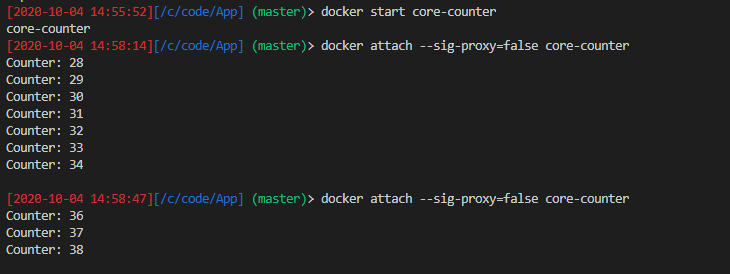 [2020-10-04 14:55:52][/c/code/App] (master)> docker start core-counter
core-counter
[2020-10-04 14:58:14][/c/code/App] (master)> docker attach --sig-proxy=false core-counter
Counter: 28
Counter: 29
Counter: 30
Counter: 31
Counter: 32
Counter: 33
Counter: 34
[2020-10-04 14:58:47][/c/code/App] (master)> docker attach --sig-proxy=false core-counter
Counter: 36
Counter: 37
Counter: 38